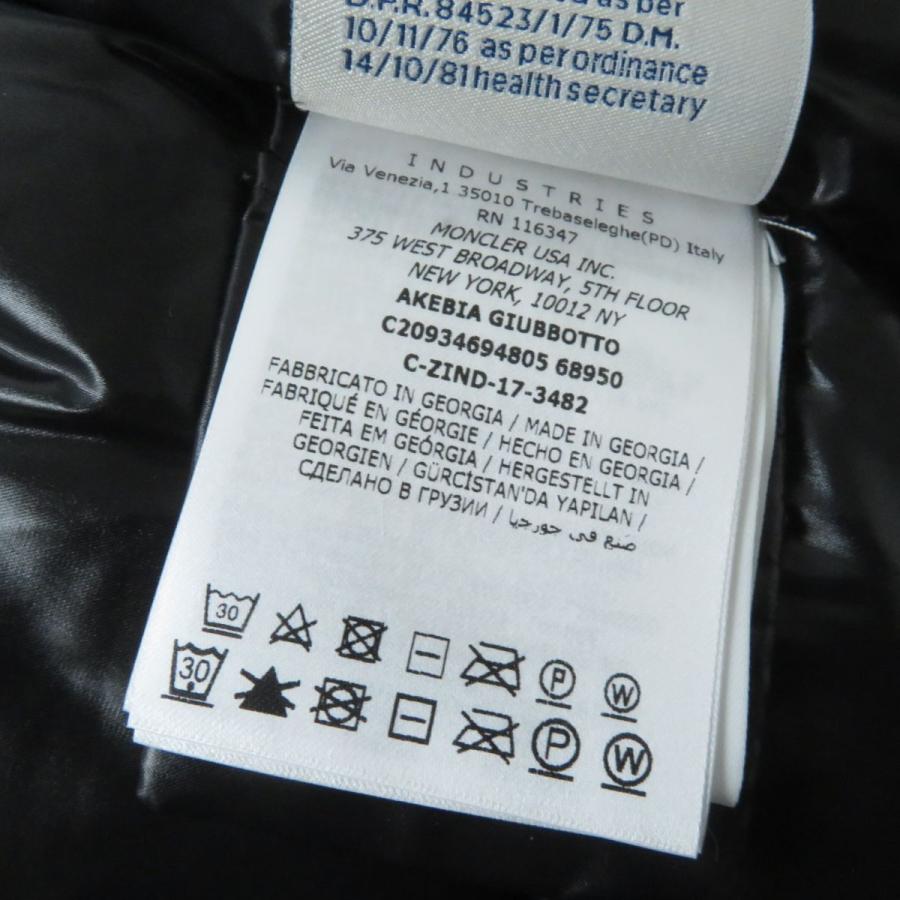 as per
D.P.R. 84523/1/75 D.M.
10/11/76 as per ordinance
14/10/81 health secretary
INDUSTRIES
Via Venezia,1 35010 Trebaseleghe(PD) Italy
RN 116347
MONCLER USA INC.
375 WEST BROADWAY, 5TH FLOOR
NEW YORK, 10012 NY
AKEBIA GIUBBOTTO
C20934694805 68950
C-ZIND-17-3482
FABBRICATO IN GEORGIA / MADE IN GEORGIA /
FABRIQUÉ EN GÉORGIE / HECHO EN GEORGIA /
FEITA EM GEÓRGIA / HERGESTELLT IN
GEORGIEN / GÜRCİSTAN'DA YAPILAN /
СДЕЛАНО В ГРУЗИИ / صنع في جورجيا
30 P W
30 P W